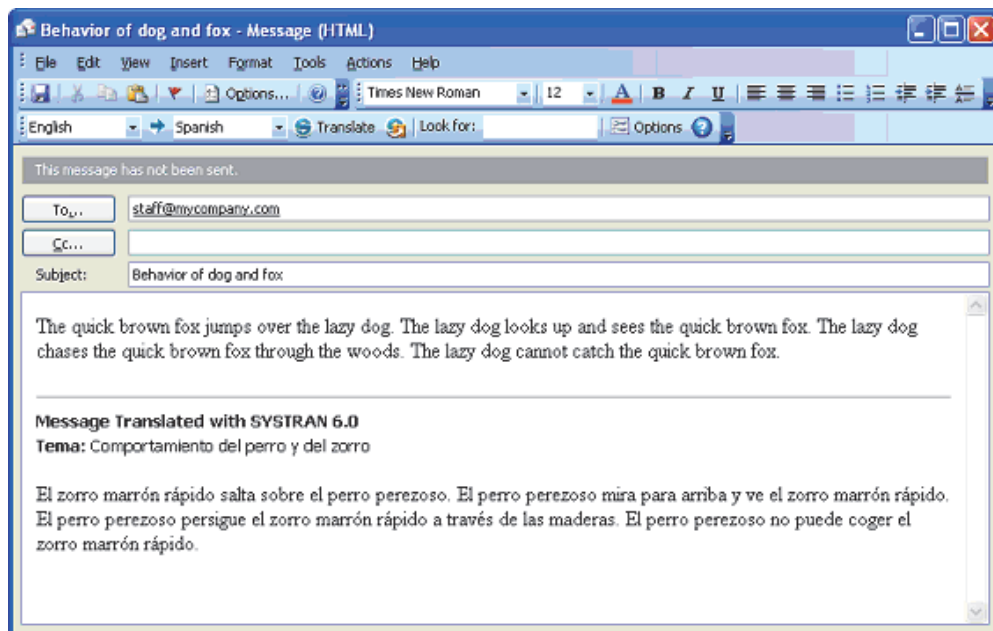 Behavior of dog and fox - Message (HTML)
File Edit View Insert Format Tools Actions Help
Options... Times New Roman 12 A B I U
English Spanish Translate Look for: Options
This message has not been sent.
To... staff@mycompany.com
Cc...
Subject: Behavior of dog and fox
The quick brown fox jumps over the lazy dog. The lazy dog looks up and sees the quick brown fox. The lazy dog
chases the quick brown fox through the woods. The lazy dog cannot catch the quick brown fox.
Message Translated with SYSTRAN 6.0
Tema: Comportamiento del perro y del zorro
El zorro marrón rápido salta sobre el perro perezoso. El perro perezoso mira para arriba y ve el zorro marrón rápido.
El perro perezoso persigue el zorro marrón rápido a través de las maderas. El perro perezoso no puede coger el
zorro marrón rápido.